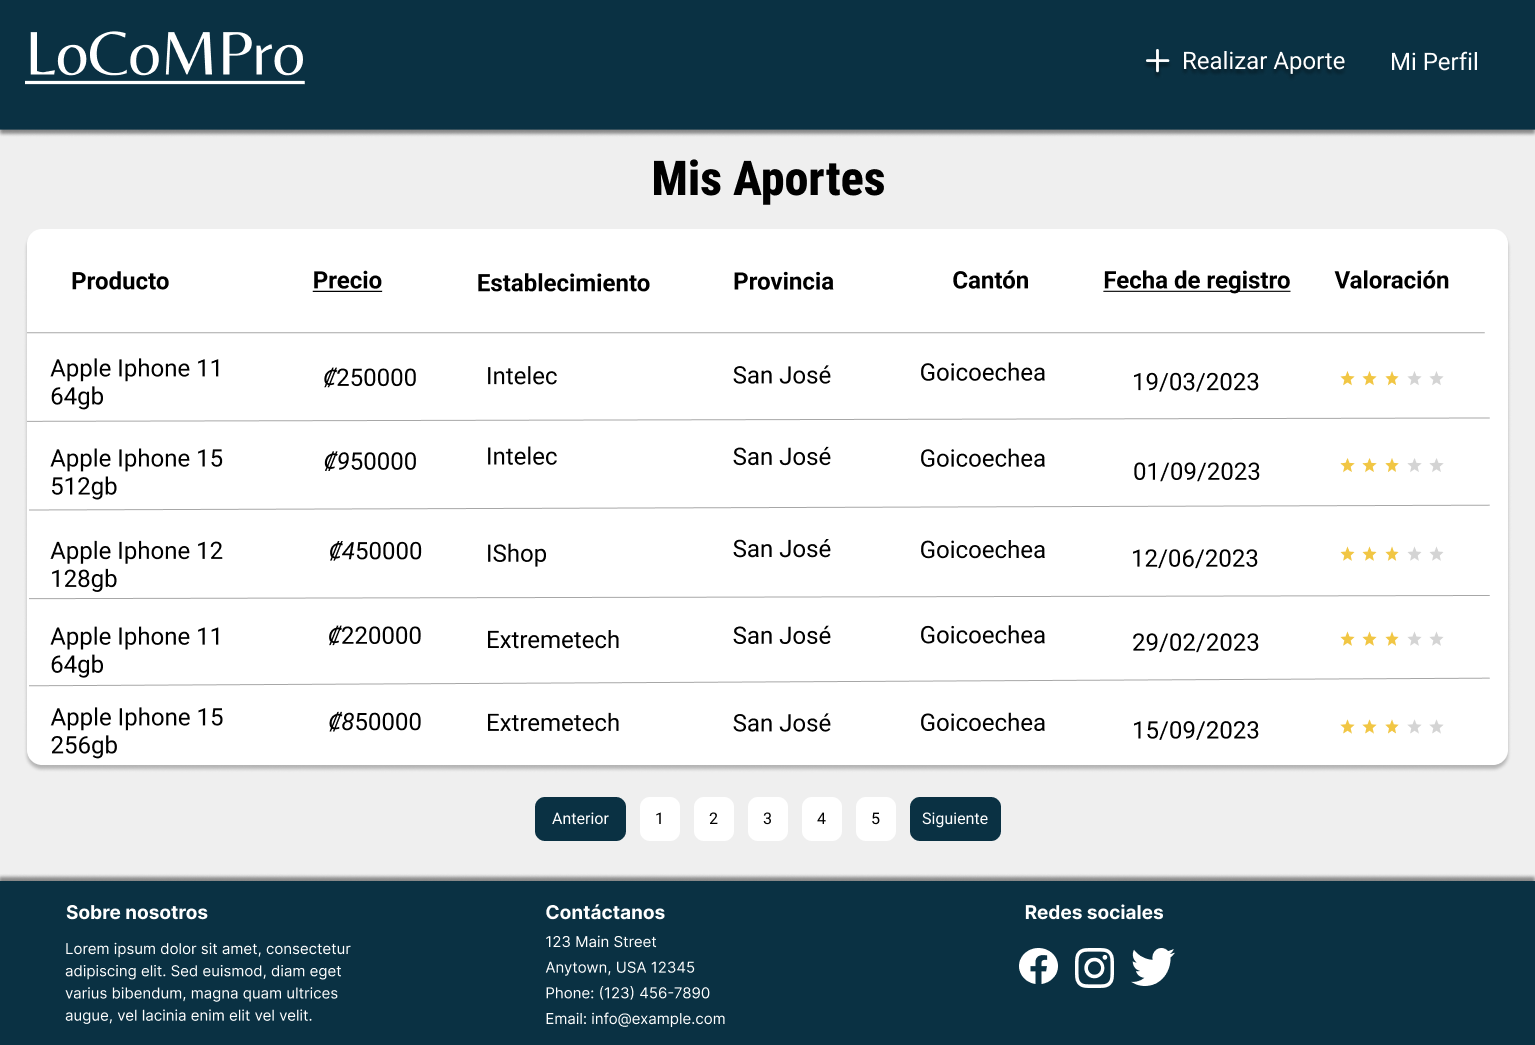 LoCoMPro
Realizar Aporte Mi Perfil
Mis Aportes
Producto Precio Establecimiento Provincia Cantón Fecha de registro Valoración
Apple Iphone 11
64gb
₡250000 Intelec San José Goicoechea 19/03/2023
Apple Iphone 15
512gb
₡950000 Intelec San José Goicoechea 01/09/2023
Apple Iphone 12
128gb
₡450000 IShop San José Goicoechea 12/06/2023
Apple Iphone 11
64gb
₡220000 Extremetech San José Goicoechea 29/02/2023
Apple Iphone 15
256gb
₡850000 Extremetech San José Goicoechea 15/09/2023
Anterior 1 2 3 4 5 Siguiente
Sobre nosotros
Lorem ipsum dolor sit amet, consectetur
adipiscing elit. Sed euismod, diam eget
varius bibendum, magna quam ultrices
augue, vel lacinia enim elit vel velit.
Contáctanos
123 Main Street
Anytown, USA 12345
Phone: (123) 456-7890
Email: info@example.com
Redes sociales